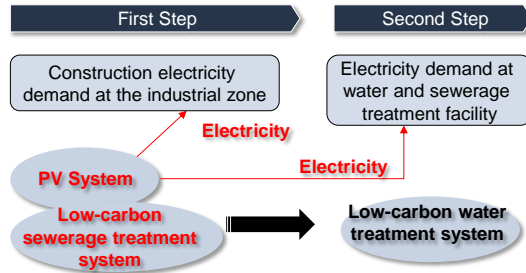 First Step
Second Step
Construction electricity
demand at the industrial zone
Electricity demand at
water and sewerage
treatment facility
Electricity
Electricity
PV System
Low-carbon
sewerage treatment
system
Low-carbon water
treatment system